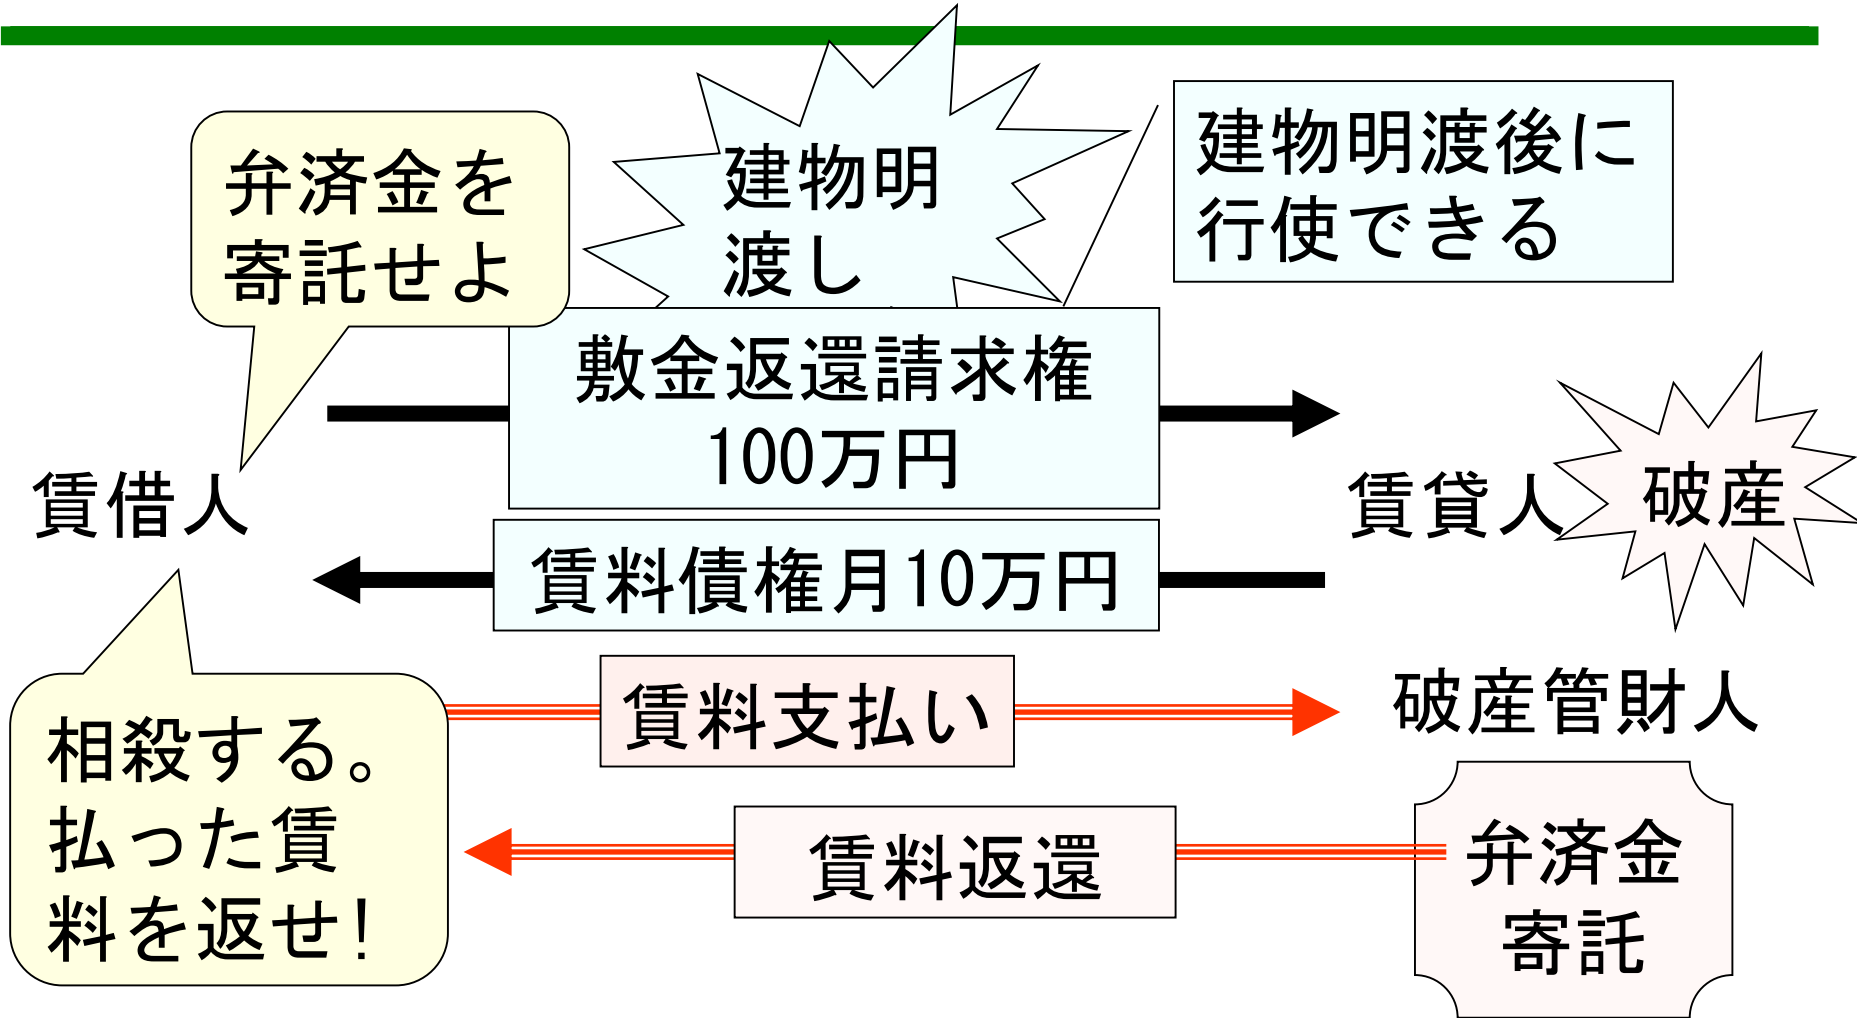 弁済金を
寄託せよ
建物明
渡し
建物明渡後に
行使できる
敷金返還請求権
100万円
賃借人
賃貸人
破産
賃料債権月10万円
賃料支払い
破産管財人
相殺する。
払った賃
料を返せ!
賃料返還
弁済金
寄託